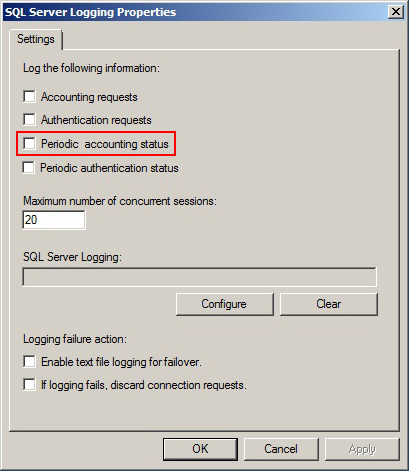 SQL Server Logging Properties
Settings
Log the following information:
Accounting requests
Authentication requests
Periodic accounting status
Periodic authentication status
Maximum number of concurrent sessions:
20
SQL Server Logging:
Configure Clear
Logging failure action:
Enable text file logging for failover.
If logging fails, discard connection requests.
OK Cancel Apply